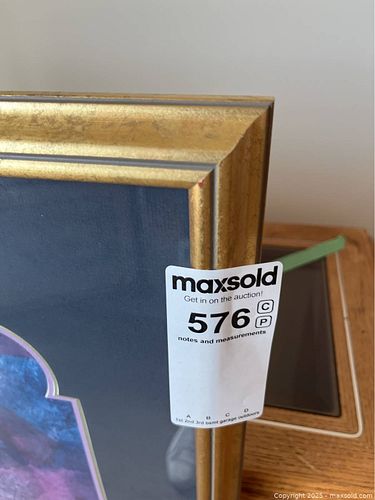 maxsold
Get in on the auction!
576
C
P
notes and measurements
A B C D
1st 2nd 3rd bsmt garage outdoors
Copyright 2025 - maxsold.com